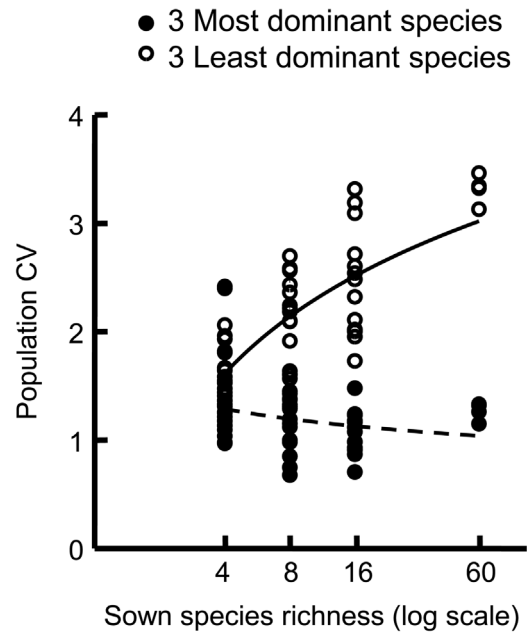 3 Most dominant species
3 Least dominant species
4
3
2
1
0
Population CV
4 8 16 60
Sown species richness (log scale)